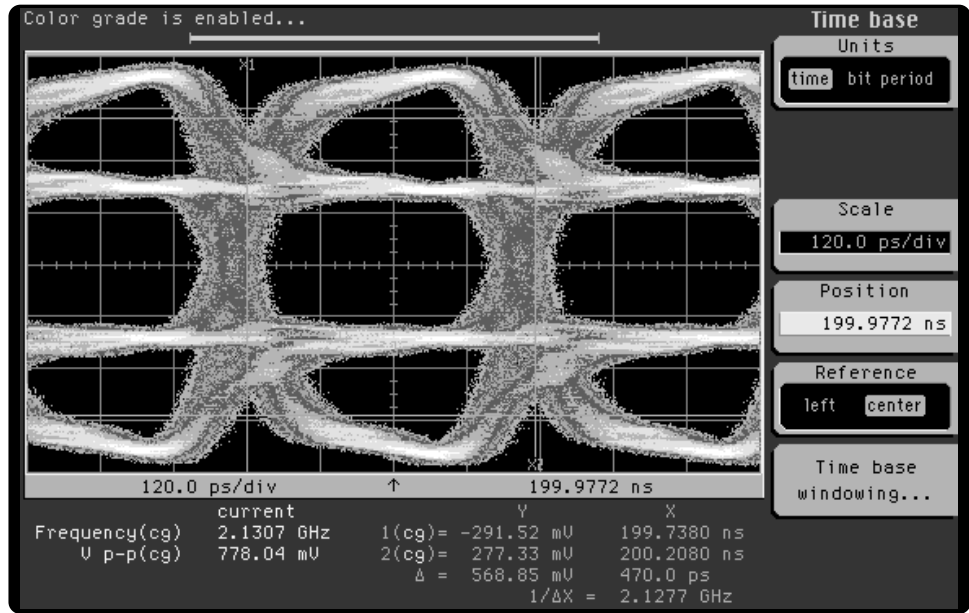 Color grade is enabled...
Time base
Units
time bit period
Scale
120.0 ps/div
Position
199.9772 ns
Reference
left center
Time base
windowing...
X1
X2
120.0 ps/div ↑ 199.9772 ns
current Y X
Frequency(cg) 2.1307 GHz 1(cg)= -291.52 mV 199.7380 ns
V p-p(cg) 778.04 mV 2(cg)= 277.33 mV 200.2080 ns
Δ = 568.85 mV 470.0 ps
1/ΔX = 2.1277 GHz